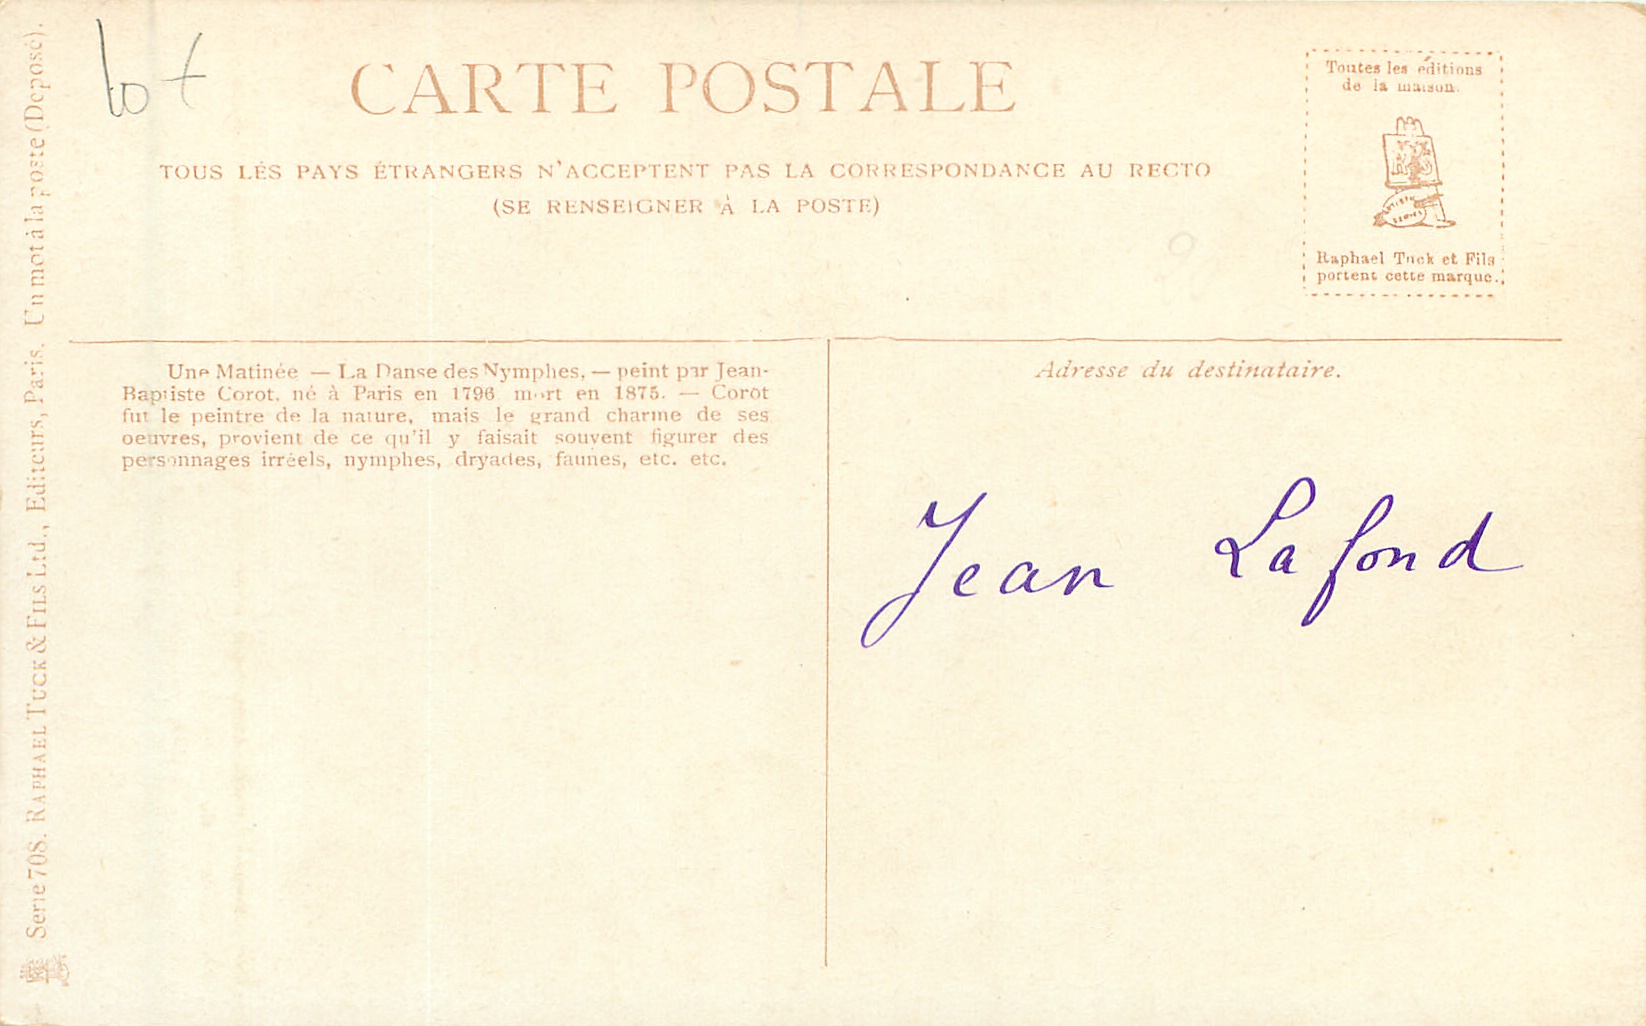 lot
CARTE POSTALE
TOUS LES PAYS ÉTRANGERS N'ACCEPTENT PAS LA CORRESPONDANCE AU RECTO
(SE RENSEIGNER À LA POSTE)
Toutes les éditions
de la maison.
Raphael Tuck et Fils
portent cette marque.
Une Matinée — La Danse des Nymphes, — peint par Jean-
Baptiste Corot, né à Paris en 1796 mort en 1875. — Corot
fut le peintre de la nature, mais le grand charme de ses
oeuvres, provient de ce qu'il y faisait souvent figurer des
personnages irréels, nymphes, dryades, faunes, etc. etc.
Adresse du destinataire.
Jean Lafond
Serie 708. RAPHAEL TUCK & FILS Ltd., Editeurs, Paris. Un mot à la poste (Déposé).